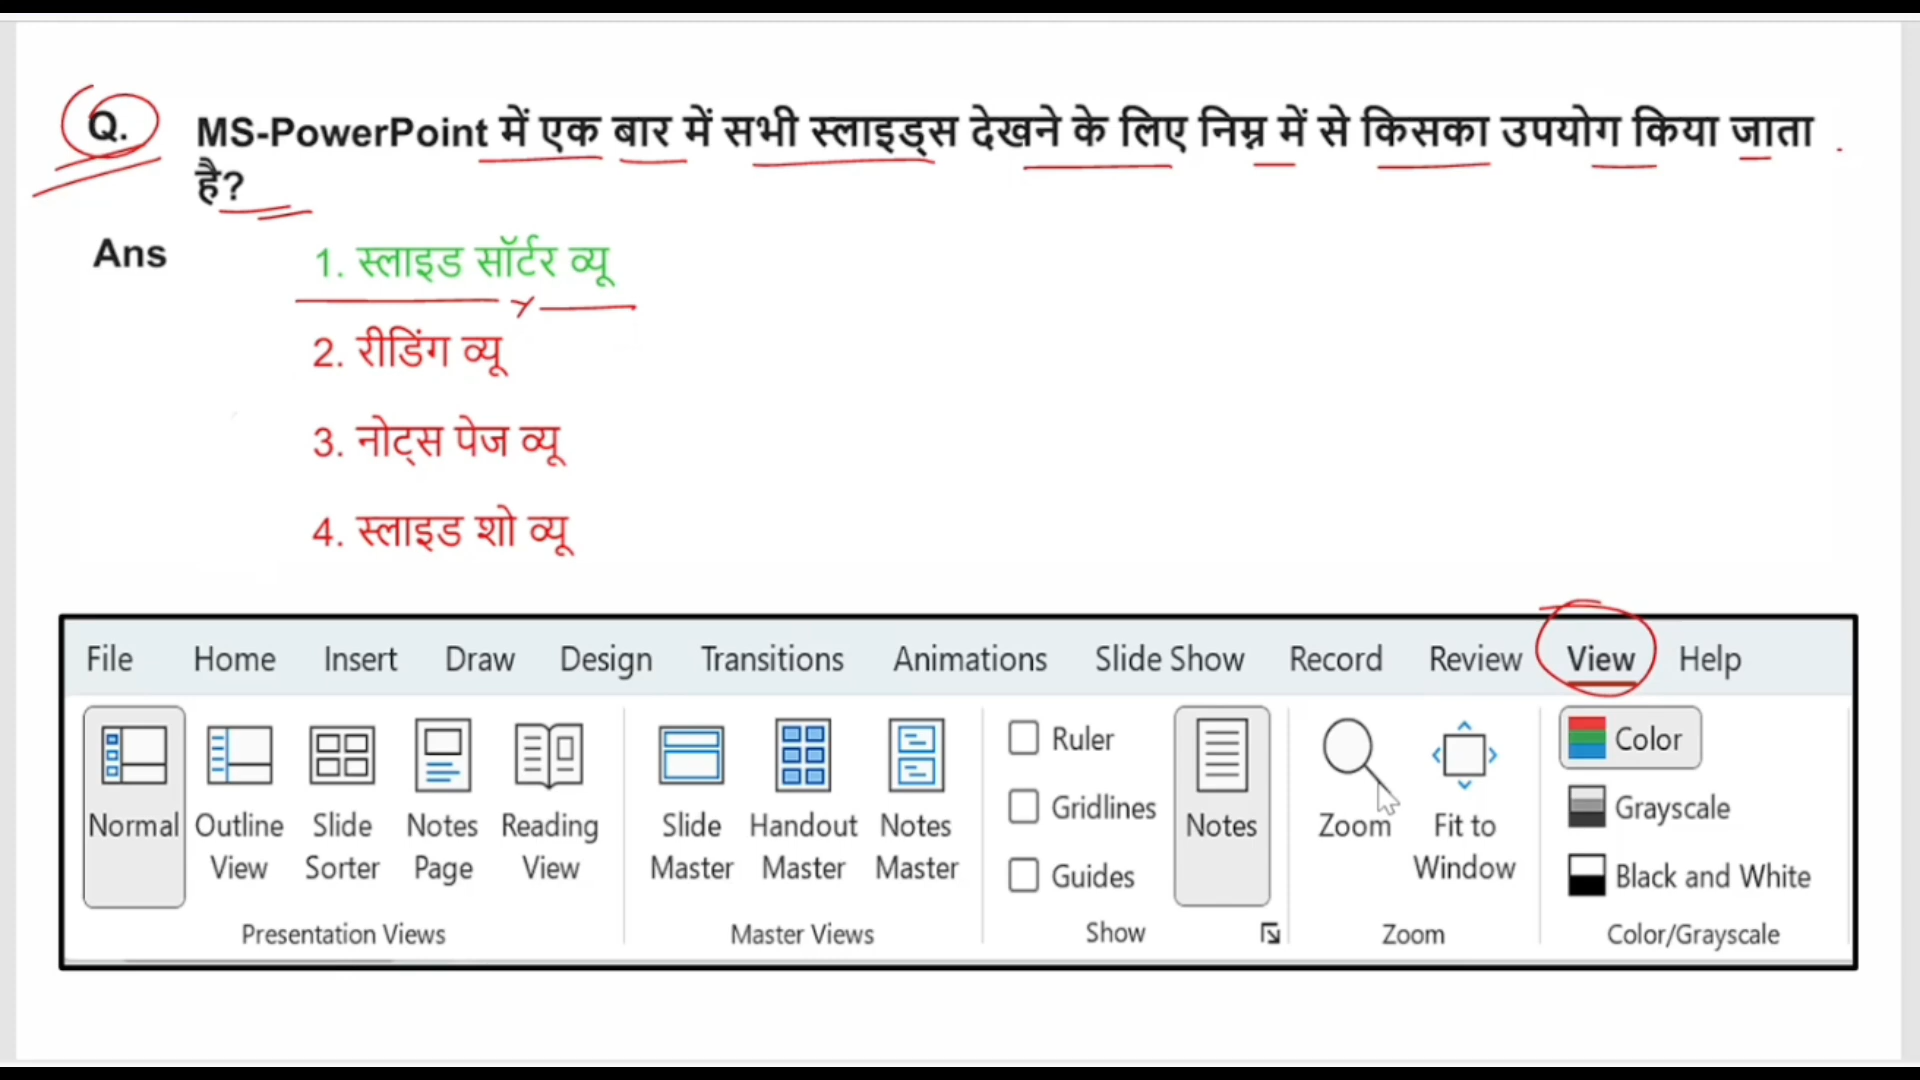 Q. MS-PowerPoint में एक बार में सभी स्लाइड्स देखने के लिए निम्न में से किसका उपयोग किया जाता
है?
Ans 1. स्लाइड सॉर्टर व्यू
2. रीडिंग व्यू
3. नोट्स पेज व्यू
4. स्लाइड शो व्यू
File Home Insert Draw Design Transitions Animations Slide Show Record Review View Help
Normal
Outline
View
Slide
Sorter
Notes
Page
Reading
View
Presentation Views
Slide
Master
Handout
Master
Notes
Master
Master Views
Ruler
Gridlines
Guides
Notes
Show
Zoom
Fit to
Window
Zoom
Color
Grayscale
Black and White
Color/Grayscale